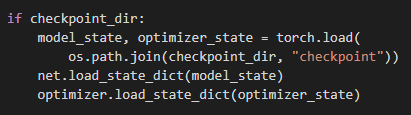 if checkpoint_dir:
    model_state, optimizer_state = torch.load(
        os.path.join(checkpoint_dir, "checkpoint"))
    net.load_state_dict(model_state)
    optimizer.load_state_dict(optimizer_state)